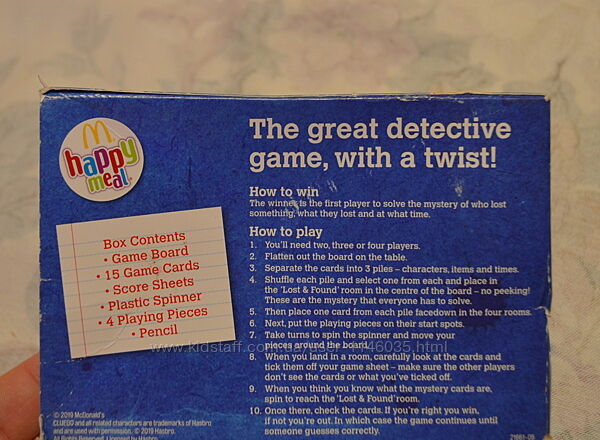 happy
meal
The great detective
game, with a twist!
How to win
The winner is the first player to solve the mystery of who lost
something, what they lost and at what time.
How to play
1. You'll need two, three or four players.
2. Flatten out the board on the table.
3. Separate the cards into 3 piles – characters, items and times.
4. Shuffle each pile and select one from each and place in
the 'Lost & Found' room in the centre of the board – no peeking!
These are the mystery that everyone has to solve.
5. Then place one card from each pile facedown in the four rooms.
6. Next, put the playing pieces on their start spots.
7. Take turns to spin the spinner and move your
pieces around the board.
8. When you land in a room, carefully look at the cards and
tick them off your game sheet – make sure the other players
don't see the cards or what you've ticked off.
9. When you think you know what the mystery cards are,
spin to reach the 'Lost & Found' room.
10. Once there, check the cards. If you're right you win,
if not you're out. In which case the game continues until
someone guesses correctly.
Box Contents
• Game Board
• 15 Game Cards
• Score Sheets
• Plastic Spinner
• 4 Playing Pieces
• Pencil
© 2019 McDonald's
CLUEDO and all related characters are trademarks of Hasbro
and are used with permission. © 2019 Hasbro.
All Rights Reserved. Licensed by Hasbro.